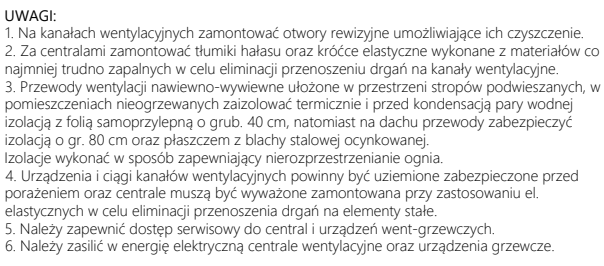 UWAGI:
1. Na kanałach wentylacyjnych zamontować otwory rewizyjne umożliwiające ich czyszczenie.
2. Za centralami zamontować tłumiki hałasu oraz króćce elastyczne wykonane z materiałów co
najmniej trudno zapalnych w celu eliminacji przenoszeniu drgań na kanały wentylacyjne.
3. Przewody wentylacji nawiewno-wywiewne ułożone w przestrzeni stropów podwieszanych, w
pomieszczeniach nieogrzewanych zaizolować termicznie i przed kondensacją pary wodnej
izolacją z folią samoprzylepną o grub. 40 cm, natomiast na dachu przewody zabezpieczyć
izolacją o gr. 80 cm oraz płaszczem z blachy stalowej ocynkowanej.
Izolacje wykonać w sposób zapewniający nierozprzestrzenianie ognia.
4. Urządzenia i ciągi kanałów wentylacyjnych powinny być uziemione zabezpieczone przed
porażeniem oraz centrale muszą być wyważone zamontowana przy zastosowaniu el.
elastycznych w celu eliminacji przenoszenia drgań na elementy stałe.
5. Należy zapewnić dostęp serwisowy do central i urządzeń went-grzewczych.
6. Należy zasilić w energię elektryczną centrale wentylacyjne oraz urządzenia grzewcze.